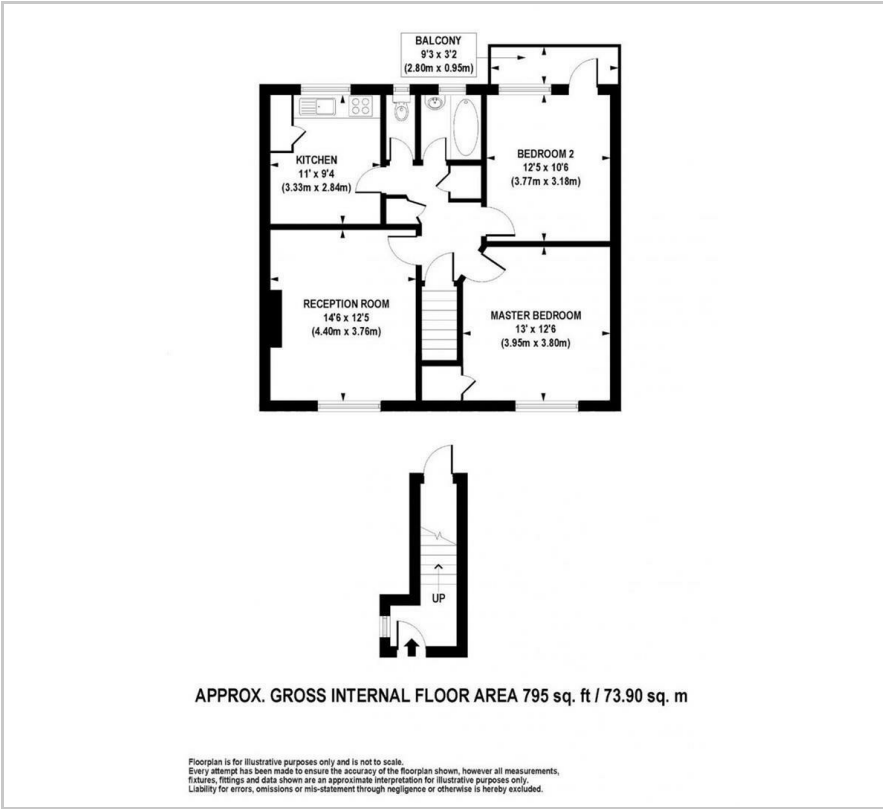 BALCONY
9'3 x 3'2
(2.80m x 0.95m)
KITCHEN
11' x 9'4
(3.33m x 2.84m)
BEDROOM 2
12'5 x 10'6
(3.77m x 3.18m)
RECEPTION ROOM
14'6 x 12'5
(4.40m x 3.76m)
MASTER BEDROOM
13' x 12'6
(3.95m x 3.80m)
UP
APPROX. GROSS INTERNAL FLOOR AREA 795 sq. ft / 73.90 sq. m
Floorplan is for illustrative purposes only and is not to scale.
Every attempt has been made to ensure the accuracy of the floorplan shown, however all measurements,
fixtures, fittings and data shown are an approximate interpretation for illustrative purposes only.
Liability for errors, omissions or mis-statement through negligence or otherwise is hereby excluded.